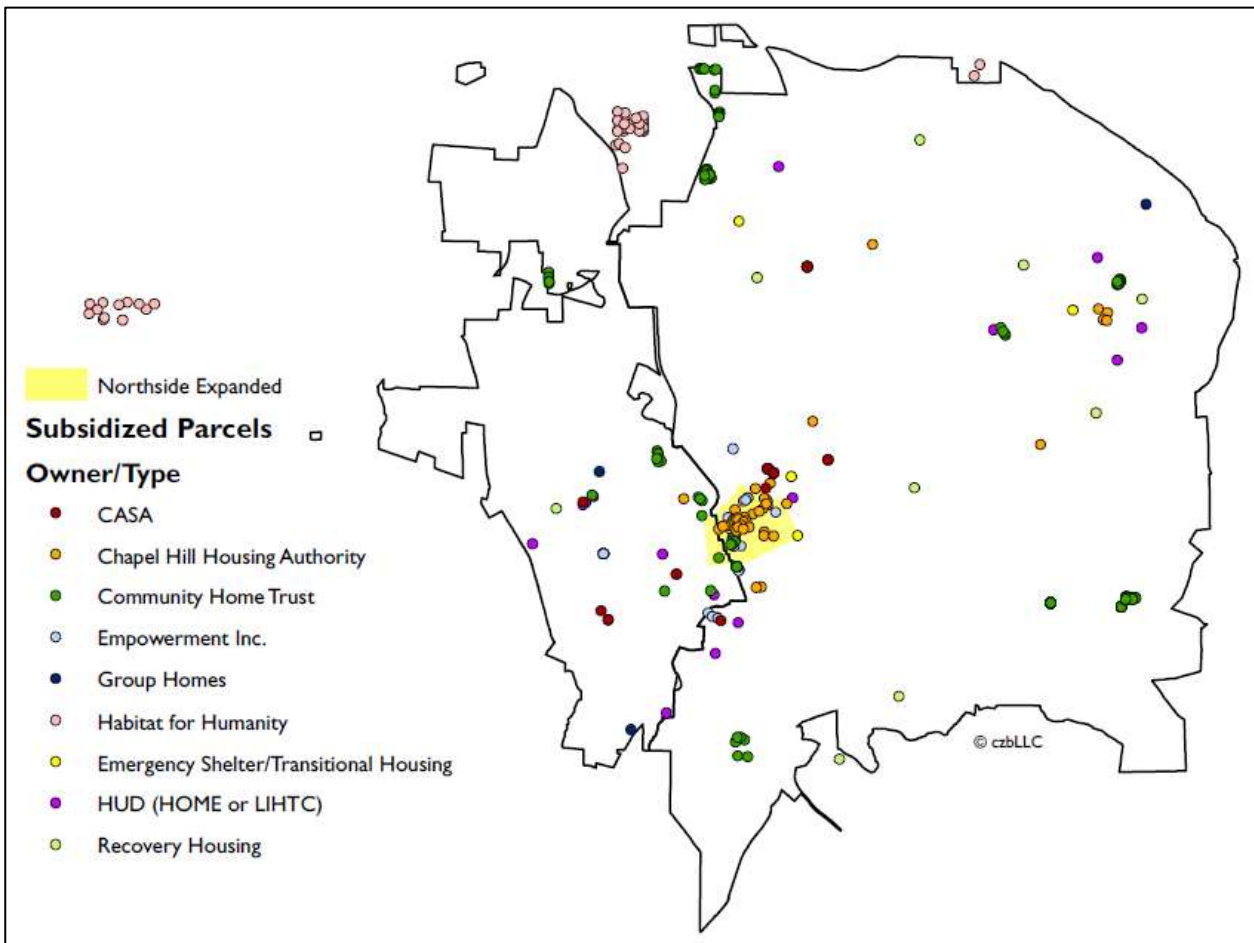 Northside Expanded
Subsidized Parcels
Owner/Type
CASA
Chapel Hill Housing Authority
Community Home Trust
Empowerment Inc.
Group Homes
Habitat for Humanity
Emergency Shelter/Transitional Housing
HUD (HOME or LIHTC)
Recovery Housing
© czbLLC